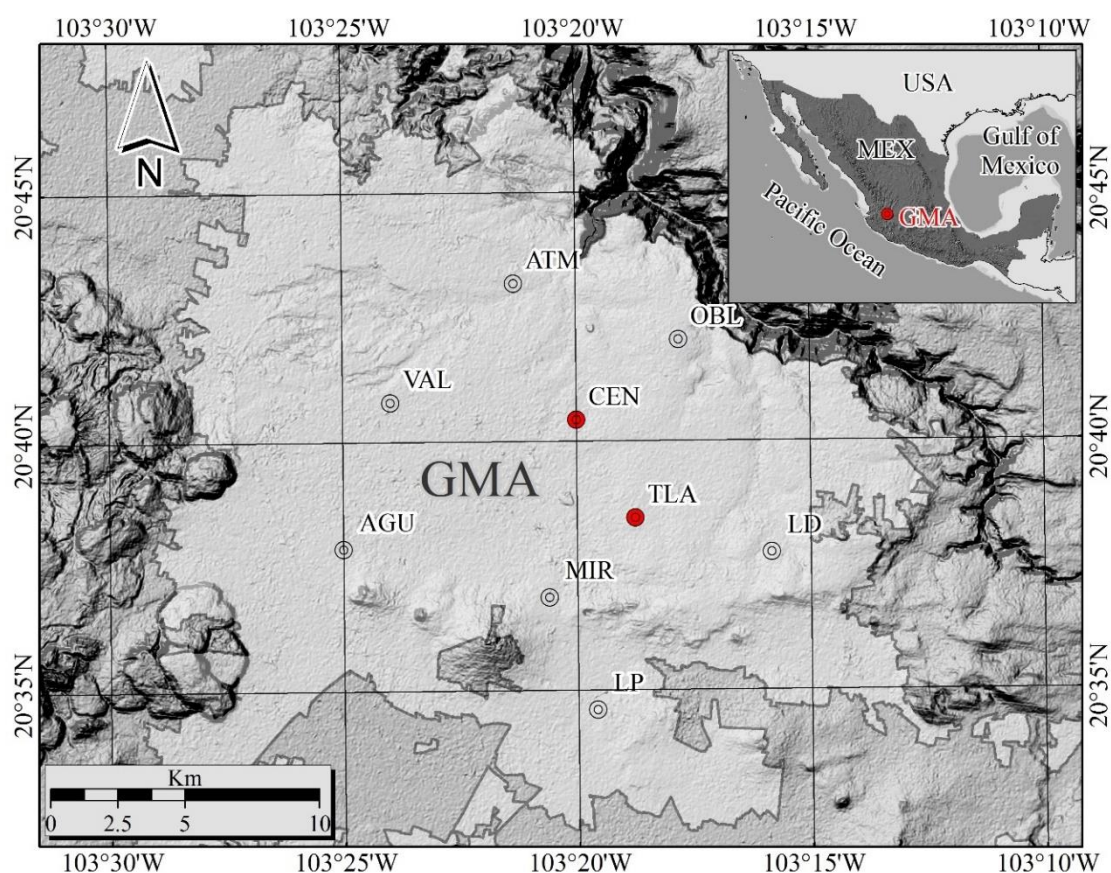 103°30'W 103°25'W 103°20'W 103°15'W 103°10'W
USA
MEX
Gulf of
Mexico
GMA
Pacific Ocean
N
20°45'N
20°45'N
ATM
OBL
VAL
CEN
20°40'N
20°40'N
GMA
TLA
AGU
LD
MIR
20°35'N
20°35'N
LP
Km
0 2.5 5 10
103°30'W 103°25'W 103°20'W 103°15'W 103°10'W